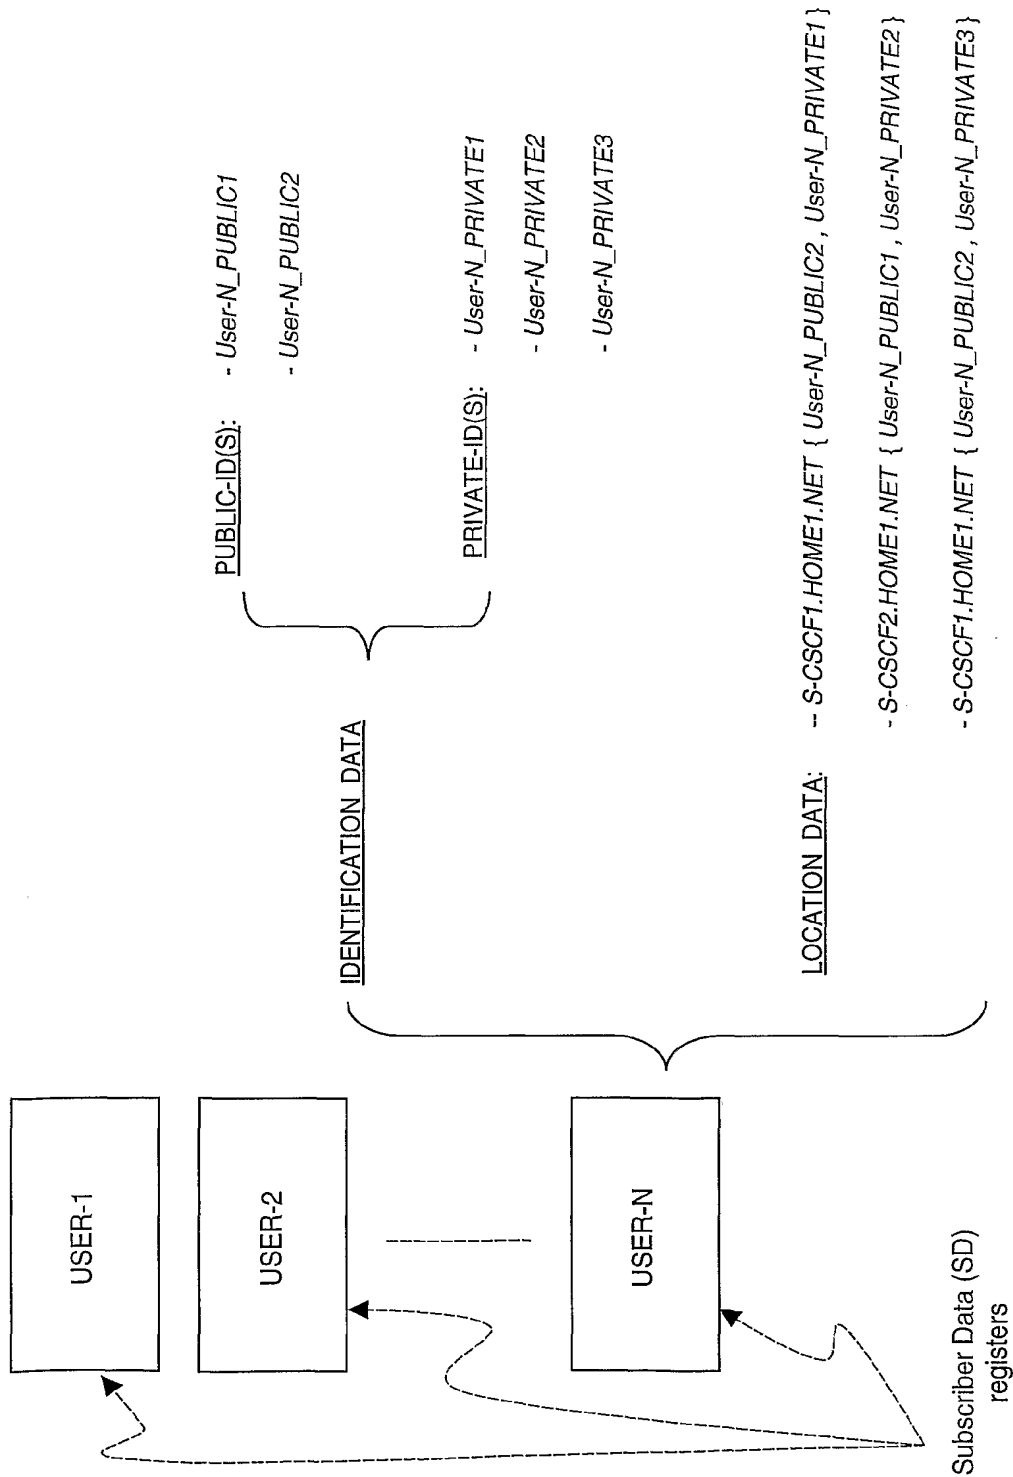 USER-1
USER-2
USER-N
Subscriber Data (SD)
registers
IDENTIFICATION DATA
PUBLIC-ID(S):
- User-N_PUBLIC1
- User-N_PUBLIC2
PRIVATE-ID(S):
- User-N_PRIVATE1
- User-N_PRIVATE2
- User-N_PRIVATE3
LOCATION DATA:
-- S-CSCF1.HOME1.NET { User-N_PUBLIC2 , User-N_PRIVATE1 }
- S-CSCF2.HOME1.NET { User-N_PUBLIC1 , User-N_PRIVATE2 }
- S-CSCF1.HOME1.NET { User-N_PUBLIC2 , User-N_PRIVATE3 }